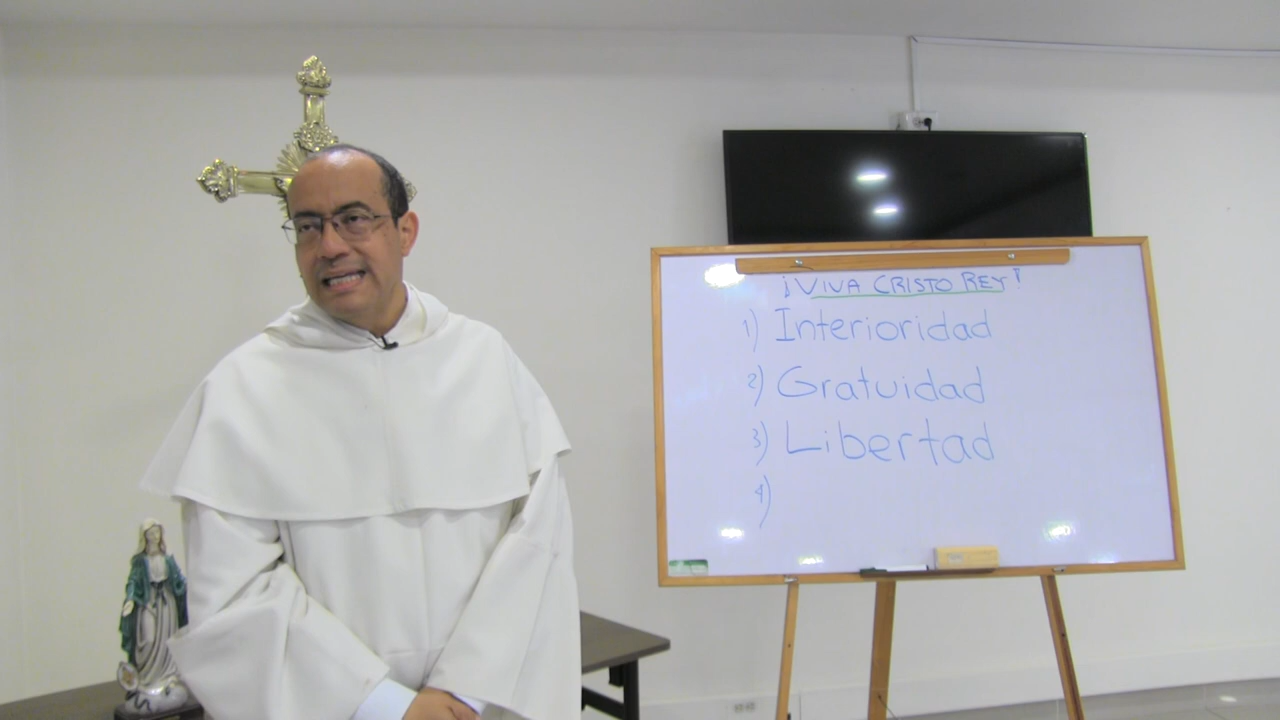 ¡VIVA CRISTO REY!
1) Interioridad
2) Gratuidad
3) Libertad
4)